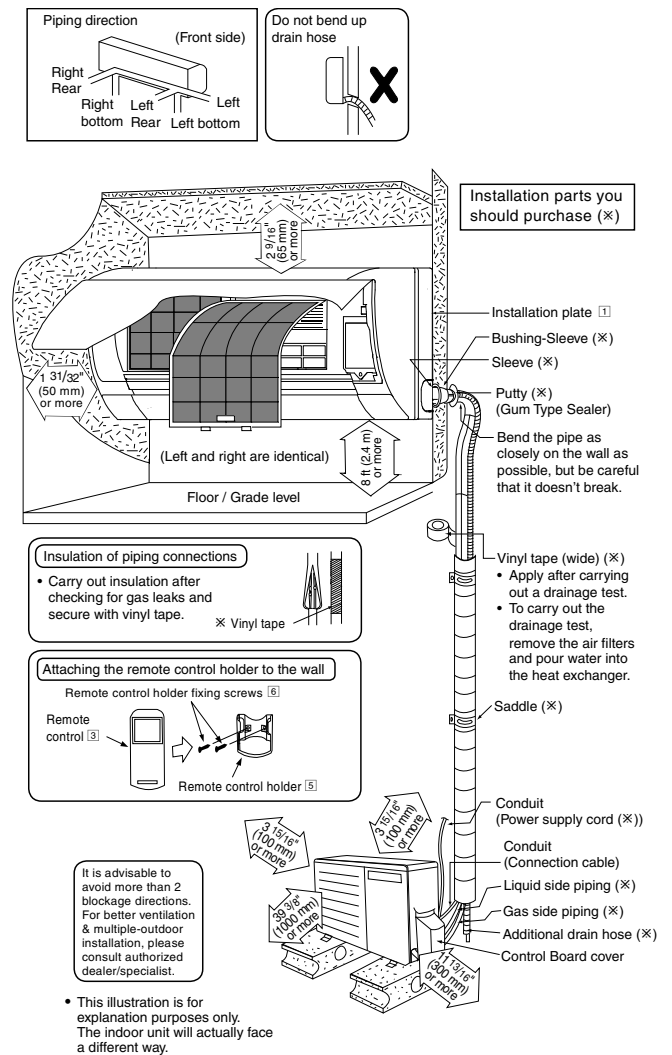 Piping direction
(Front side)
Right
Rear
Right
bottom
Left
Rear
Left bottom
Left
Do not bend up
drain hose
Installation parts you
should purchase (※)
2 9/16"
(65 mm)
or more
Installation plate 1
Bushing-Sleeve (※)
Sleeve (※)
Putty (※)
(Gum Type Sealer)
Bend the pipe as
closely on the wall as
possible, but be careful
that it doesn't break.
1 31/32"
(50 mm)
or more
(Left and right are identical)
8 ft (2.4 m)
or more
Floor / Grade level
Insulation of piping connections
• Carry out insulation after
checking for gas leaks and
secure with vinyl tape.
※ Vinyl tape
Vinyl tape (wide) (※)
• Apply after carrying
out a drainage test.
• To carry out the
drainage test,
remove the air filters
and pour water into
the heat exchanger.
Attaching the remote control holder to the wall
Remote control holder fixing screws 6
Remote
control 3
Remote control holder 5
Saddle (※)
Conduit
(Power supply cord (※))
Conduit
(Connection cable)
Liquid side piping (※)
Gas side piping (※)
Additional drain hose (※)
Control Board cover
3 15/16"
(100 mm)
or more
3 15/16"
(100 mm)
or more
39 3/8"
(1000 mm)
or more
11 13/16"
(300 mm)
or more
It is advisable to
avoid more than 2
blockage directions.
For better ventilation
& multiple-outdoor
installation, please
consult authorized
dealer/specialist.
• This illustration is for
explanation purposes only.
The indoor unit will actually face
a different way.